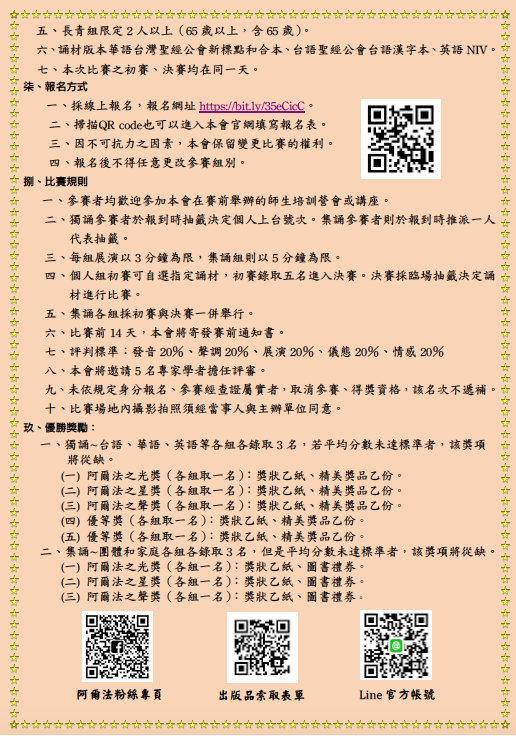 五、長青組限定2人以上（65歲以上，含65歲）。
六、誦材版本華語台灣聖經公會新標點和合本、台語聖經公會台語漢字本、英語NIV。
七、本次比賽之初賽、決賽均在同一天。
柒、報名方式
一、採線上報名，報名網址 https://bit.ly/35eCicC。
二、掃描QR code也可以進入本會官網填寫報名表。
三、因不可抗力之因素，本會保留變更比賽的權利。
四、報名後不得任意更改參賽組別。
捌、比賽規則
一、參賽者均歡迎參加本會在賽前舉辦的師生培訓營會或講座。
二、獨誦參賽者於報到時抽籤決定個人上台號次。集誦參賽者則於報到時推派一人
代表抽籤。
三、每組展演以3分鐘為限，集誦組則以5分鐘為限。
四、個人組初賽可自選指定誦材，初賽錄取五名進入決賽。決賽採臨場抽籤決定誦
材進行比賽。
五、集誦各組採初賽與決賽一併舉行。
六、比賽前14天，本會將寄發賽前通知書。
七、評判標準：發音20%、聲調20%、展演20%、儀態20%、情感20%
八、本會將邀請5名專家學者擔任評審。
九、未依規定身分報名、參賽經查證屬實者，取消參賽、得獎資格，該名次不遞補。
十、比賽場地內攝影拍照須經當事人與主辦單位同意。
玖、優勝獎勵：
一、獨誦~台語、華語、英語等各組各錄取3名，若平均分數未達標準者，該獎項
將從缺。
(一) 阿爾法之光獎（各組取一名）：獎狀乙紙、精美獎品乙份。
(二) 阿爾法之星獎（各組取一名）：獎狀乙紙、精美獎品乙份。
(三) 阿爾法之聲獎（各組取一名）：獎狀乙紙、精美獎品乙份。
(四) 優等獎（各組取一名）：獎狀乙紙、精美獎品乙份。
(五) 優等獎（各組取一名）：獎狀乙紙、精美獎品乙份。
二、集誦~團體和家庭各組各錄取3名，但是平均分數未達標準者，該獎項將從缺。
(一) 阿爾法之光獎（各組一名）：獎狀乙紙、圖書禮券。
(二) 阿爾法之星獎（各組一名）：獎狀乙紙、圖書禮券。
(三) 阿爾法之聲獎（各組一名）：獎狀乙紙、圖書禮券。
阿爾法粉絲專頁
出版品索取表單
Line 官方帳號